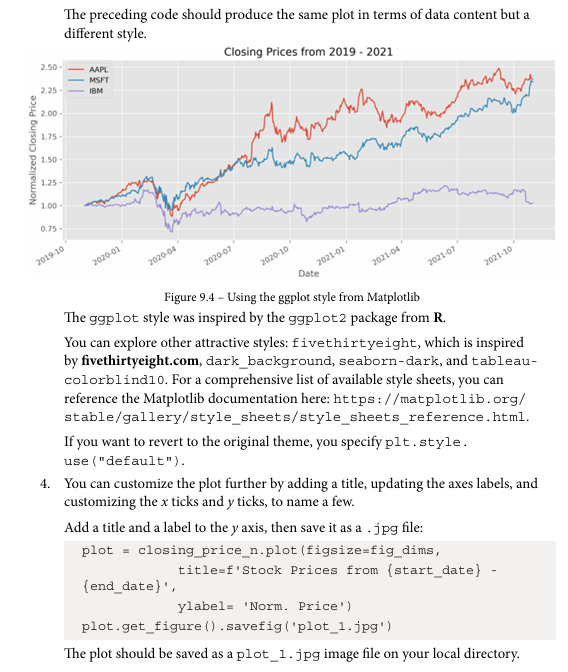 The preceding code should produce the same plot in terms of data content but a
different style.
Closing Prices from 2019 - 2021
AAPL
MSFT
IBM
Normalized Closing Price
2.50
2.25
2.00
1.75
1.50
1.25
1.00
0.75
2019-10
2020-01
2020-04
2020-07
2020-10
2021-01
2021-04
2021-07
2021-10
Date
Figure 9.4 – Using the ggplot style from Matplotlib
The ggplot style was inspired by the ggplot2 package from R.
You can explore other attractive styles: fivethirtyeight, which is inspired
by fivethirtyeight.com, dark_background, seaborn-dark, and tableau-
colorblind10. For a comprehensive list of available style sheets, you can
reference the Matplotlib documentation here: https://matplotlib.org/
stable/gallery/style_sheets/style_sheets_reference.html.
If you want to revert to the original theme, you specify plt.style.
use("default").
4. You can customize the plot further by adding a title, updating the axes labels, and
customizing the x ticks and y ticks, to name a few.
Add a title and a label to the y axis, then save it as a .jpg file:
plot = closing_price_n.plot(figsize=fig_dims,
title=f'Stock Prices from {start_date} -
{end_date}',
ylabel= 'Norm. Price')
plot.get_figure().savefig('plot_1.jpg')
The plot should be saved as a plot_1.jpg image file on your local directory.